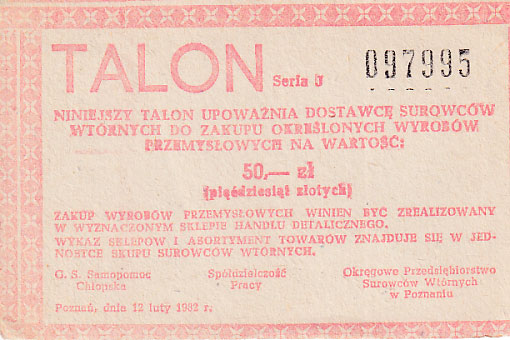 TALON Seria J 097995
NINIEJSZY TALON UPOWAŻNIA DOSTAWCĘ SUROWCÓW
WTÓRNYCH DO ZAKUPU OKREŚLONYCH WYROBÓW
PRZEMYSŁOWYCH NA WARTOŚĆ:
50,— zł
(pięćdziesiąt złotych)
ZAKUP WYROBÓW PRZEMYSŁOWYCH WINIEN BYĆ ZREALIZOWANY
W WYZNACZONYM SKLEPIE HANDLU DETALICZNEGO.
WYKAZ SKLEPÓW I ASORTYMENT TOWARÓW ZNAJDUJE SIĘ W JED-
NOSTCE SKUPU SUROWCÓW WTÓRNYCH.
G. S. Samopomoc Spółdzielczość Okręgowe Przedsiębiorstwo
Chłopska Pracy Surowców Wtórnych
w Poznaniu
Poznań, dnia 12 luty 1982 r.